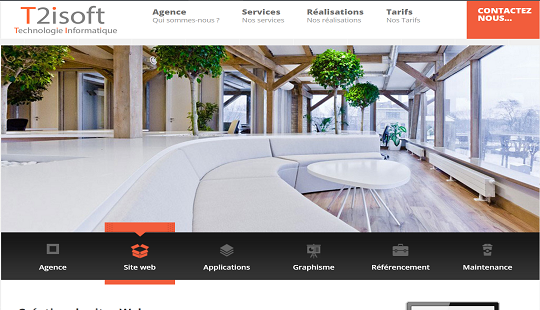 T2isoft
Technologie Informatique
Agence
Qui sommes-nous ?
Services
Nos services
Réalisations
Nos réalisations
Tarifs
Nos Tarifs
CONTACTEZ
NOUS...
Agence
Site web
Applications
Graphisme
Référencement
Maintenance